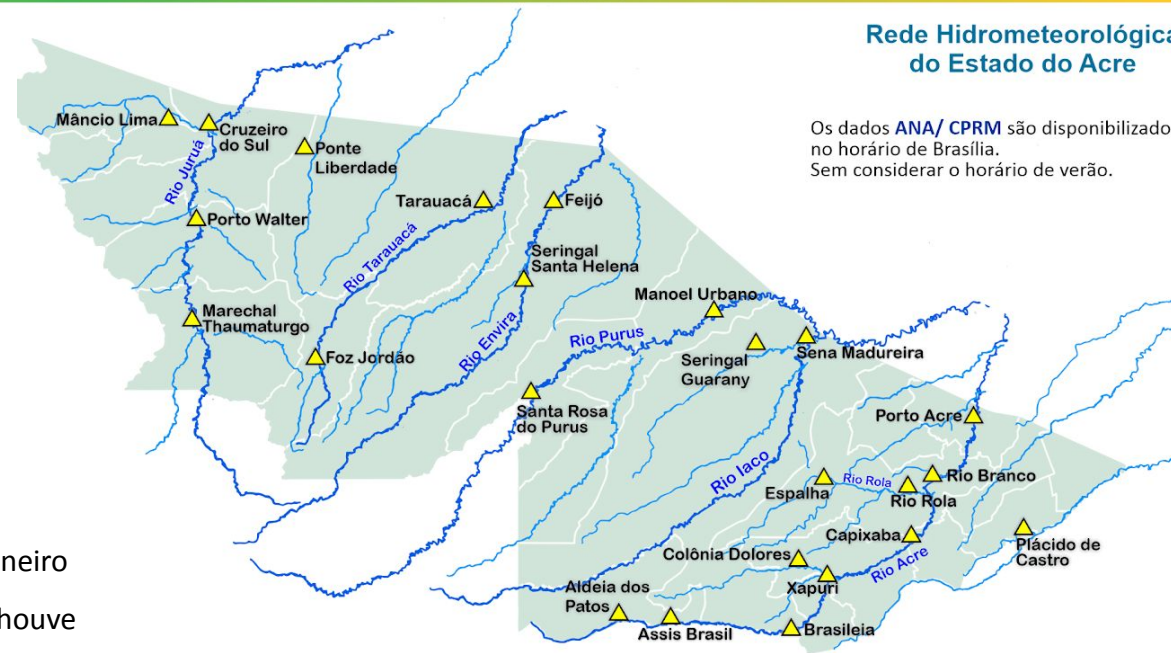 Rede Hidrometeorológica
do Estado do Acre
Os dados ANA/ CPRM são disponibilizado
no horário de Brasília.
Sem considerar o horário de verão.
Mâncio Lima
Cruzeiro
do Sul
Ponte
Liberdade
Rio Juruá
Porto Walter
Tarauacá
Feijó
Rio Tarauacá
Seringal
Santa Helena
Marechal
Thaumaturgo
Foz Jordão
Rio Envira
Manoel Urbano
Rio Purus
Seringal
Guarany
Sena Madureira
Santa Rosa
do Purus
Porto Acre
Rio Iaco
Espalha
Rio Rola
Rio Rola
Rio Branco
Capixaba
Plácido de
Castro
Colônia Dolores
Rio Acre
Xapuri
Aldeia dos
Patos
Assis Brasil
Brasileia
neiro
houve